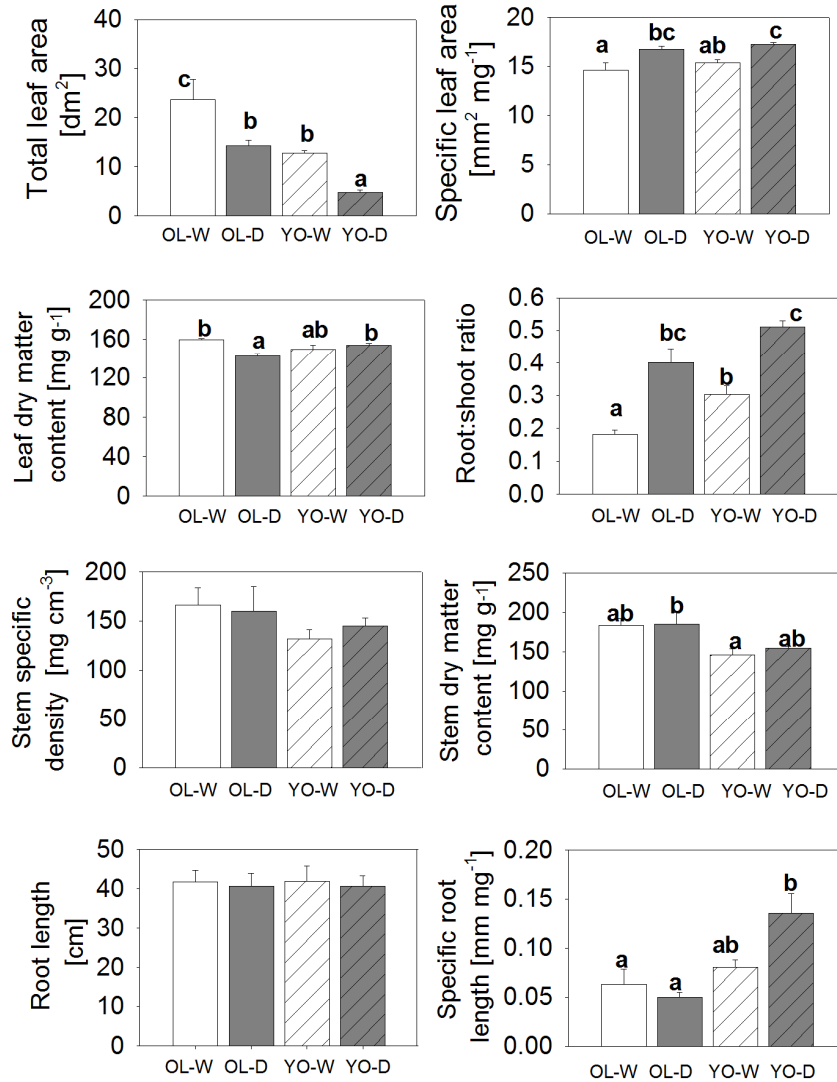 Total leaf area
[dm2]
40
30
20
10
0
c
b
b
a
OL-W OL-D YO-W YO-D
Specific leaf area
[mm2 mg-1]
20
15
10
5
0
a
bc
ab
c
OL-W OL-D YO-W YO-D
Leaf dry matter
content [mg g-1]
200
160
120
80
40
0
b
a
ab
b
OL-W OL-D YO-W YO-D
Root:shoot ratio
0.6
0.5
0.4
0.3
0.2
0.1
0.0
a
bc
b
c
OL-W OL-D YO-W YO-D
Stem specific
density [mg cm-3]
200
150
100
50
0
OL-W OL-D YO-W YO-D
Stem dry matter
content [mg g-1]
250
200
150
100
50
0
ab
b
a
ab
OL-W OL-D YO-W YO-D
Root length
[cm]
50
40
30
20
10
0
OL-W OL-D YO-W YO-D
Specific root
length [mm mg-1]
0.20
0.15
0.10
0.05
0.00
a
a
ab
b
OL-W OL-D YO-W YO-D